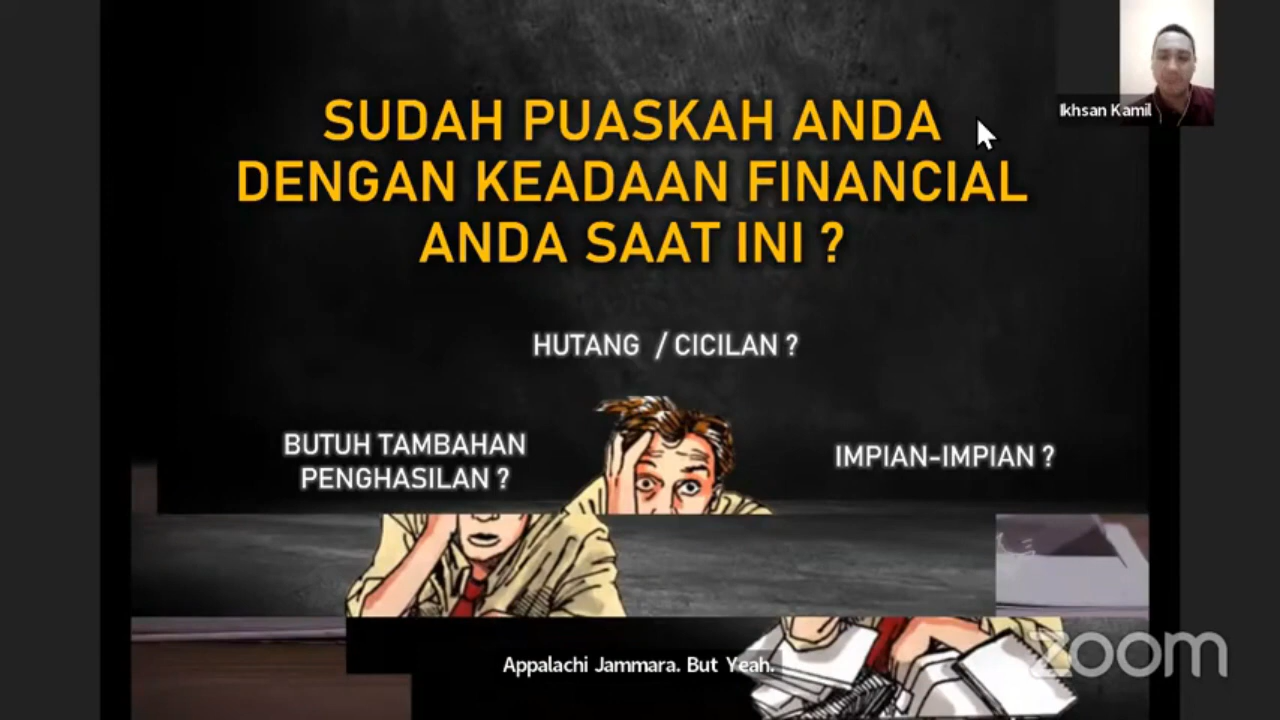 Ikhsan Kamil
SUDAH PUASKAH ANDA
DENGAN KEADAAN FINANCIAL
ANDA SAAT INI ?
HUTANG / CICILAN ?
BUTUH TAMBAHAN
PENGHASILAN ?
IMPIAN-IMPIAN ?
Appalachi Jammara. But Yeah.
zoom